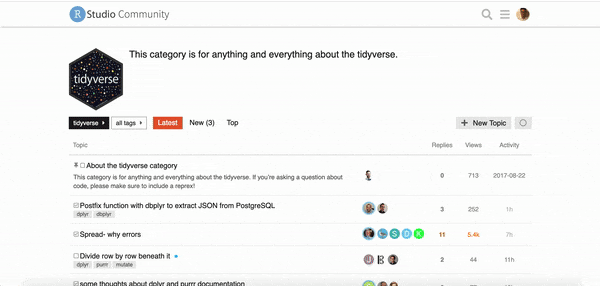 R Studio Community
This category is for anything and everything about the tidyverse.
tidyverse
tidyverse all tags Latest New (3) Top + New Topic
Topic Replies Views Activity
About the tidyverse category 0 713 2017-08-22
This category is for anything and everything about the tidyverse. If you're asking a question about
code, please make sure to include a reprex!
Postfix function with dbplyr to extract JSON from PostgreSQL 3 252 1h
dplyr dbplyr
Spread- why errors S D K 11 5.4k 7h
Divide row by row beneath it J E 2 44 11h
dplyr purrr mutate
some thoughts about dplyr and purrr documentation